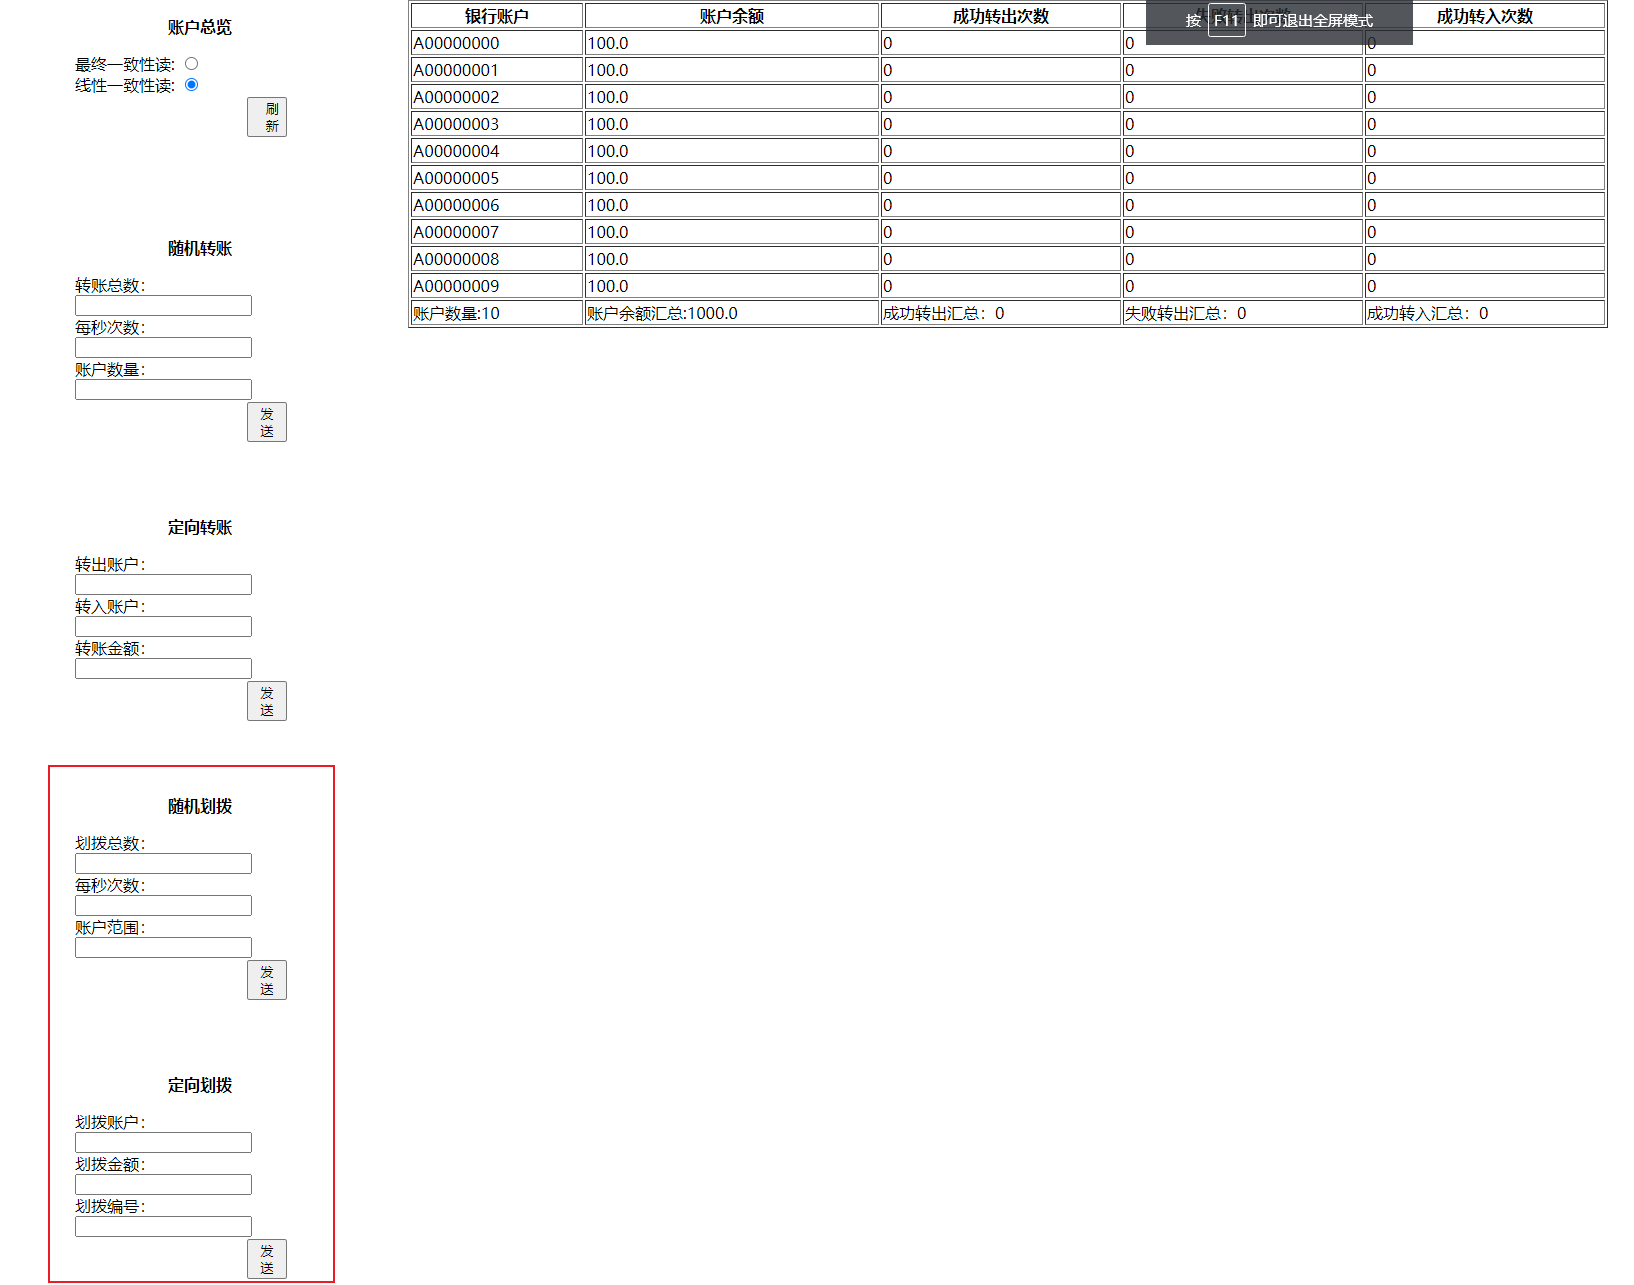 账户总览
最终一致性读:
线性一致性读:
刷
新
随机转账
转账总数:
每秒次数:
账户数量:
发
送
定向转账
转出账户:
转入账户:
转账金额:
发
送
随机划拨
划拨总数:
每秒次数:
账户范围:
发
送
定向划拨
划拨账户:
划拨金额:
划拨编号:
发
送
银行账户 账户余额 成功转出次数 失败转出次数 成功转入次数
按 F11 即可退出全屏模式
A00000000 100.0 0 0 0
A00000001 100.0 0 0 0
A00000002 100.0 0 0 0
A00000003 100.0 0 0 0
A00000004 100.0 0 0 0
A00000005 100.0 0 0 0
A00000006 100.0 0 0 0
A00000007 100.0 0 0 0
A00000008 100.0 0 0 0
A00000009 100.0 0 0 0
账户数量:10 账户余额汇总:1000.0 成功转出汇总：0 失败转出汇总：0 成功转入汇总：0